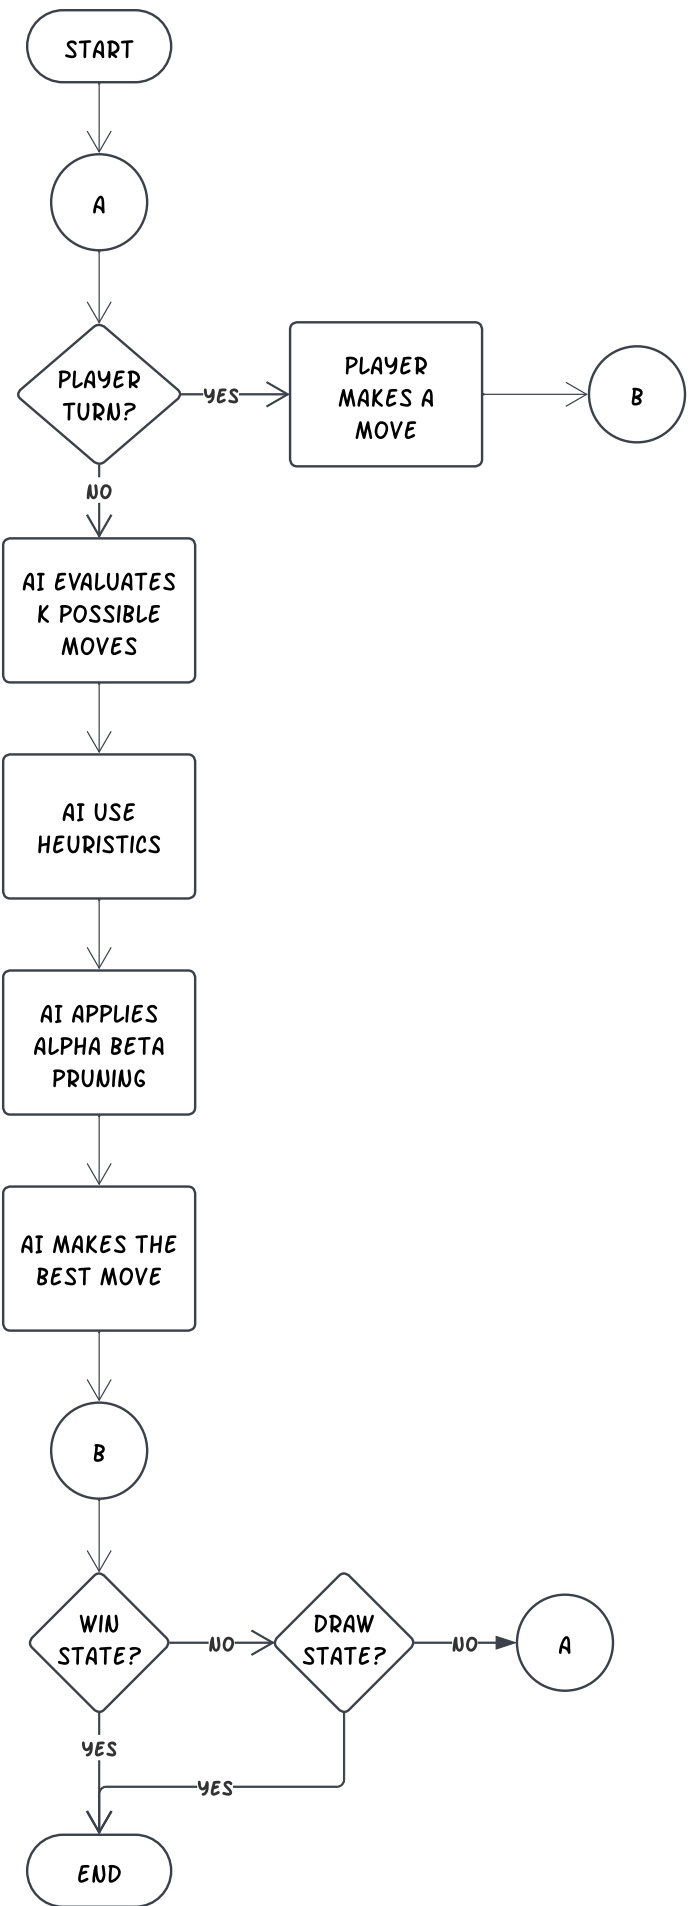 START
A
PLAYER
TURN?
YES
PLAYER
MAKES A
MOVE
B
NO
AI EVALUATES
K POSSIBLE
MOVES
AI USE
HEURISTICS
AI APPLIES
ALPHA BETA
PRUNING
AI MAKES THE
BEST MOVE
B
WIN
STATE?
NO
DRAW
STATE?
NO
A
YES
YES
END